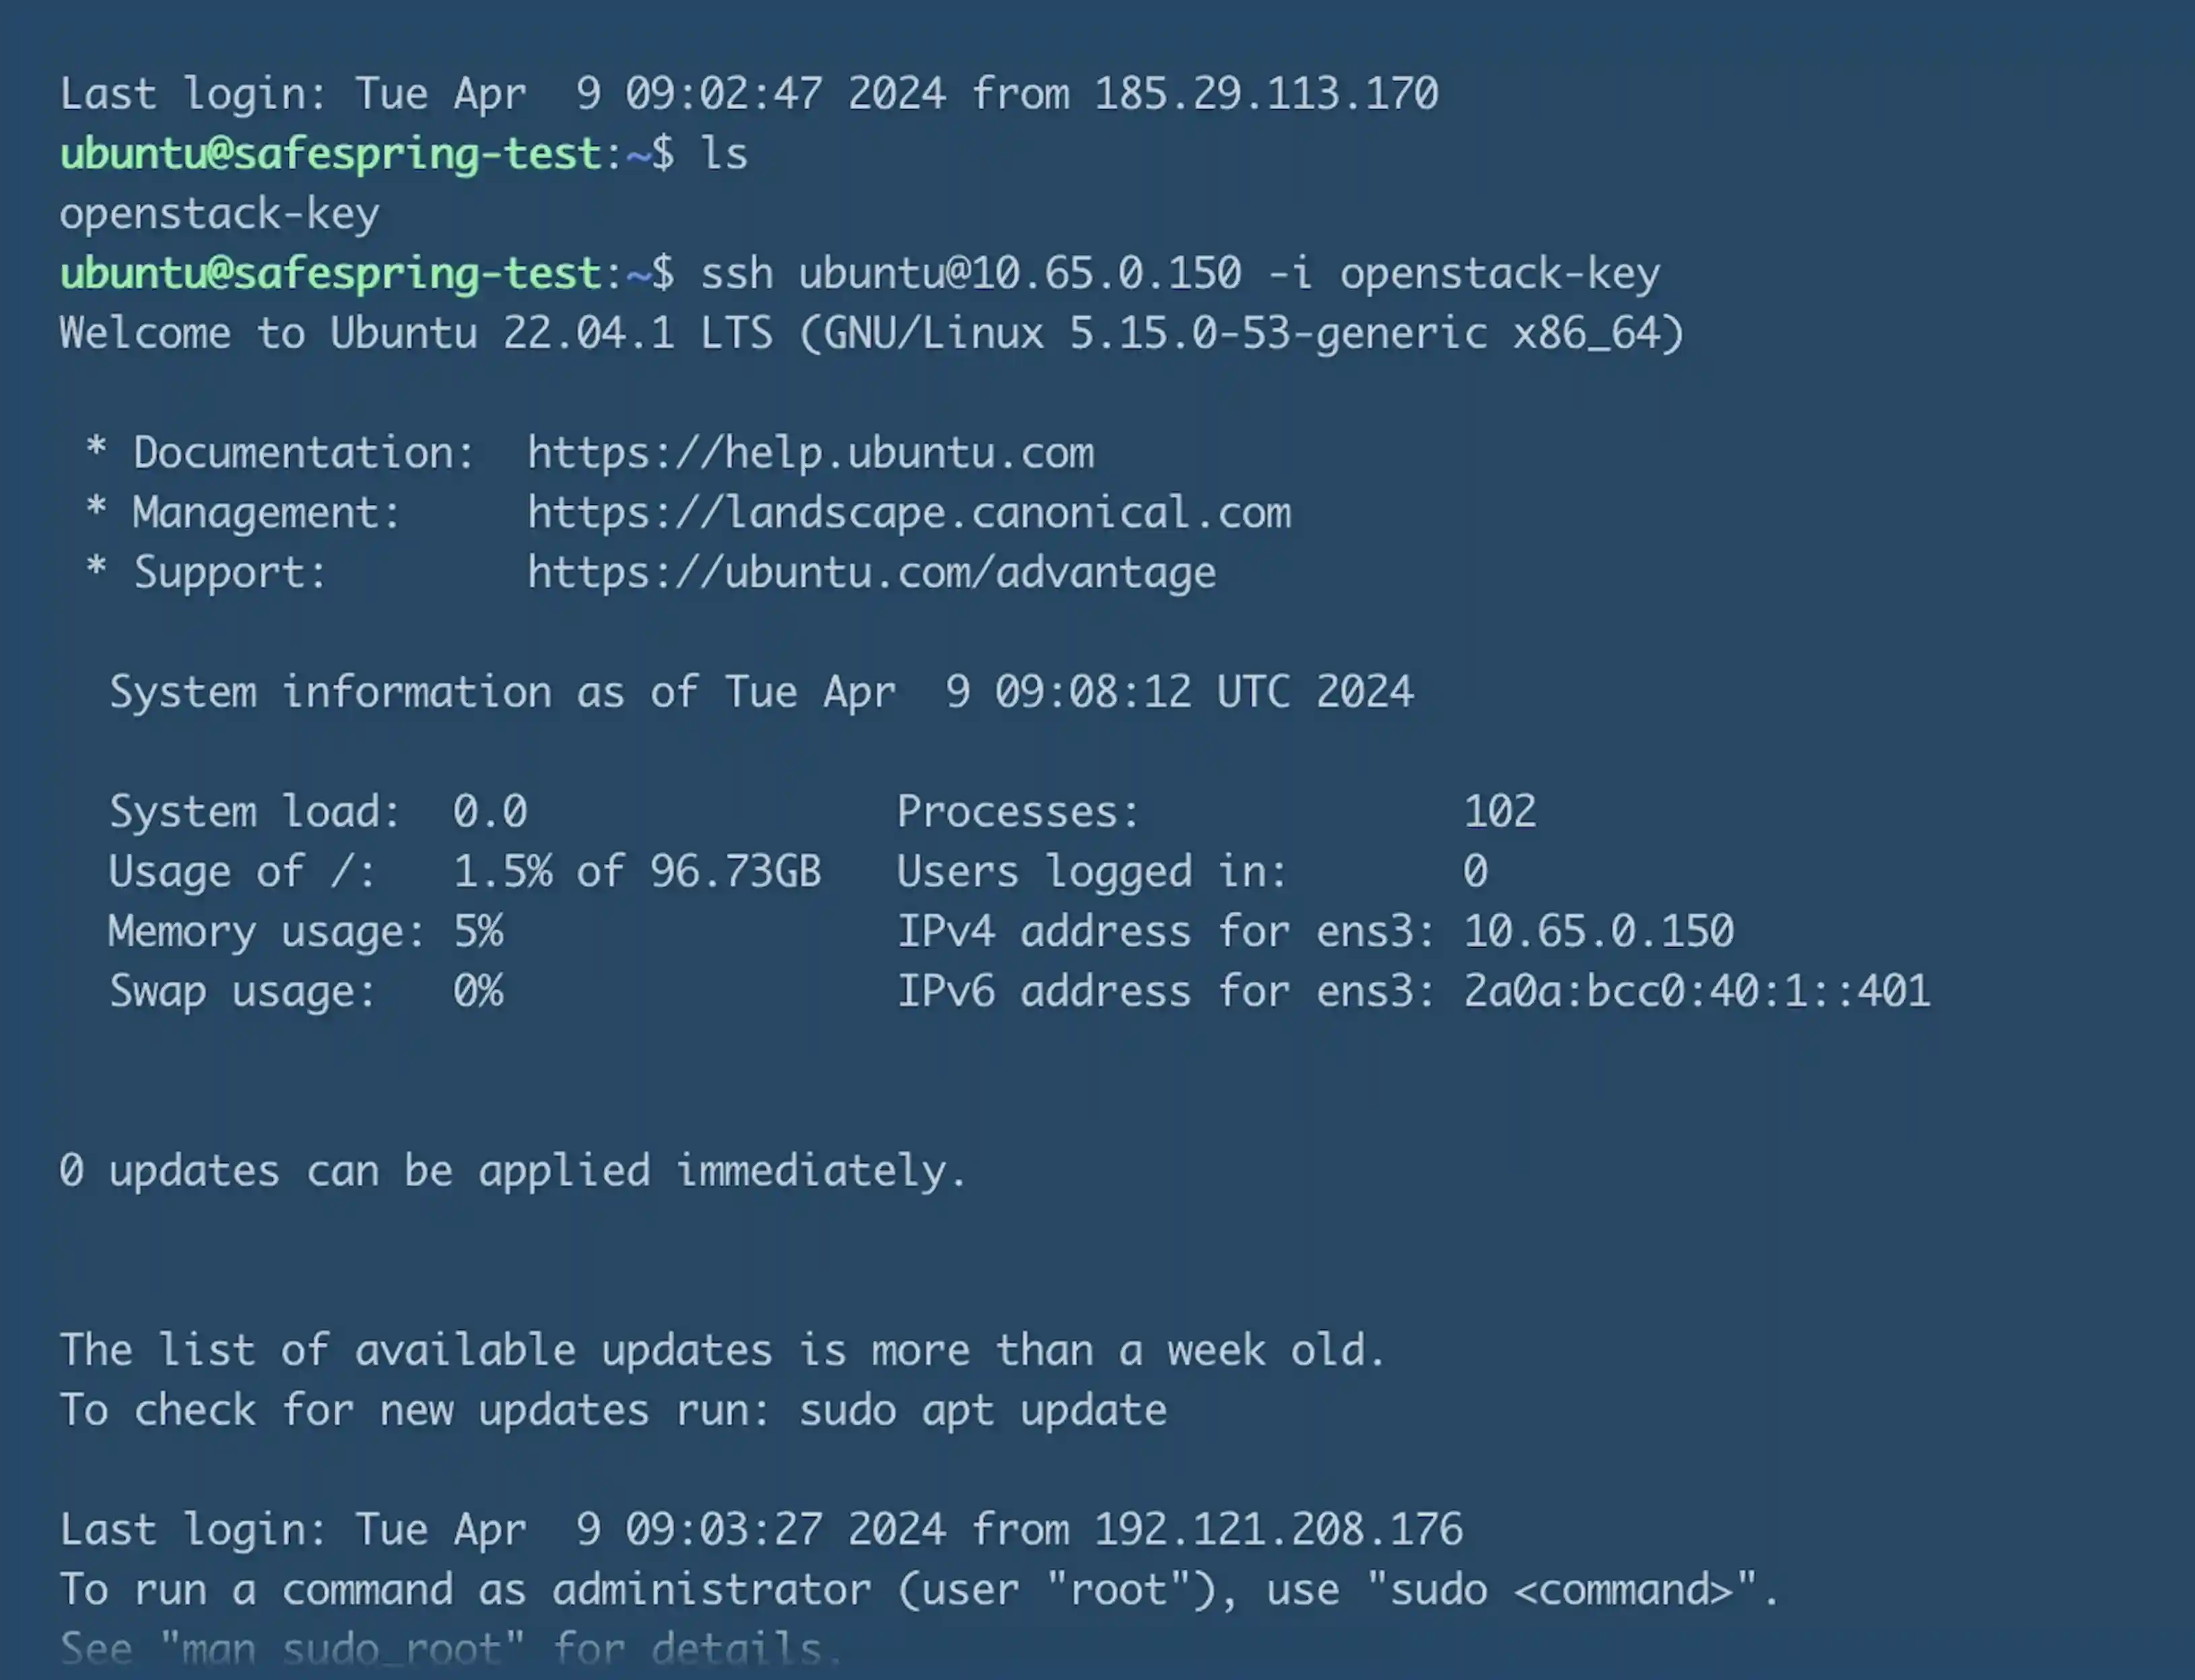 Last login: Tue Apr  9 09:02:47 2024 from 185.29.113.170
ubuntu@safespring-test:~$ ls
openstack-key
ubuntu@safespring-test:~$ ssh ubuntu@10.65.0.150 -i openstack-key
Welcome to Ubuntu 22.04.1 LTS (GNU/Linux 5.15.0-53-generic x86_64)
 * Documentation:  https://help.ubuntu.com
 * Management:     https://landscape.canonical.com
 * Support:        https://ubuntu.com/advantage
  System information as of Tue Apr  9 09:08:12 UTC 2024
  System load:  0.0               Processes:             102
  Usage of /:   1.5% of 96.73GB   Users logged in:       0
  Memory usage: 5%                IPv4 address for ens3: 10.65.0.150
  Swap usage:   0%                IPv6 address for ens3: 2a0a:bcc0:40:1::401
0 updates can be applied immediately.
The list of available updates is more than a week old.
To check for new updates run: sudo apt update
Last login: Tue Apr  9 09:03:27 2024 from 192.121.208.176
To run a command as administrator (user "root"), use "sudo <command>".
See "man sudo_root" for details.